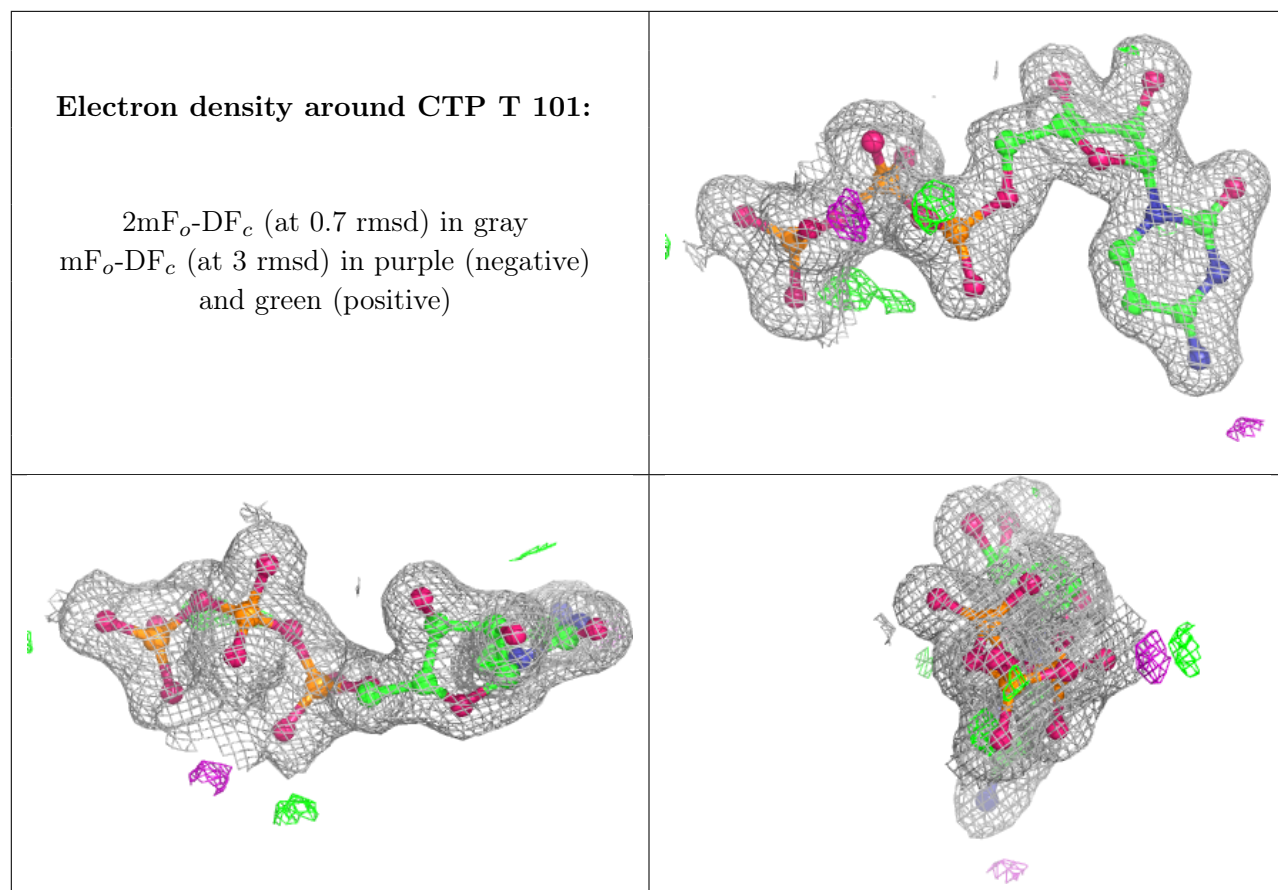 Electron density around CTP T 101:
2mFo-DFc (at 0.7 rmsd) in gray
mFo-DFc (at 3 rmsd) in purple (negative)
and green (positive)